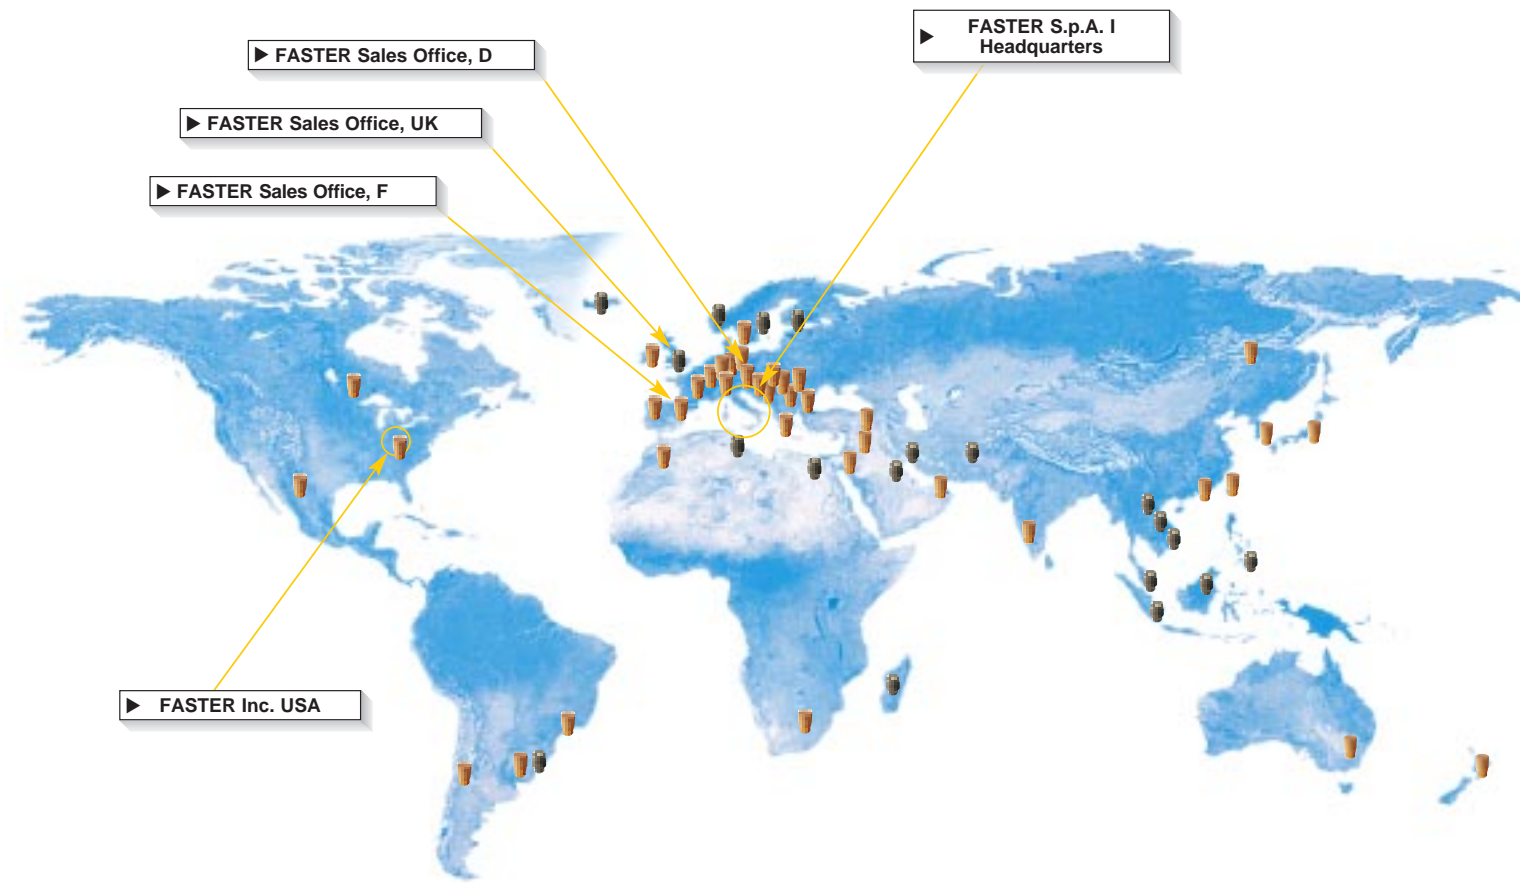 FASTER S.p.A. I
Headquarters
FASTER Sales Office, D
FASTER Sales Office, UK
FASTER Sales Office, F
FASTER Inc. USA